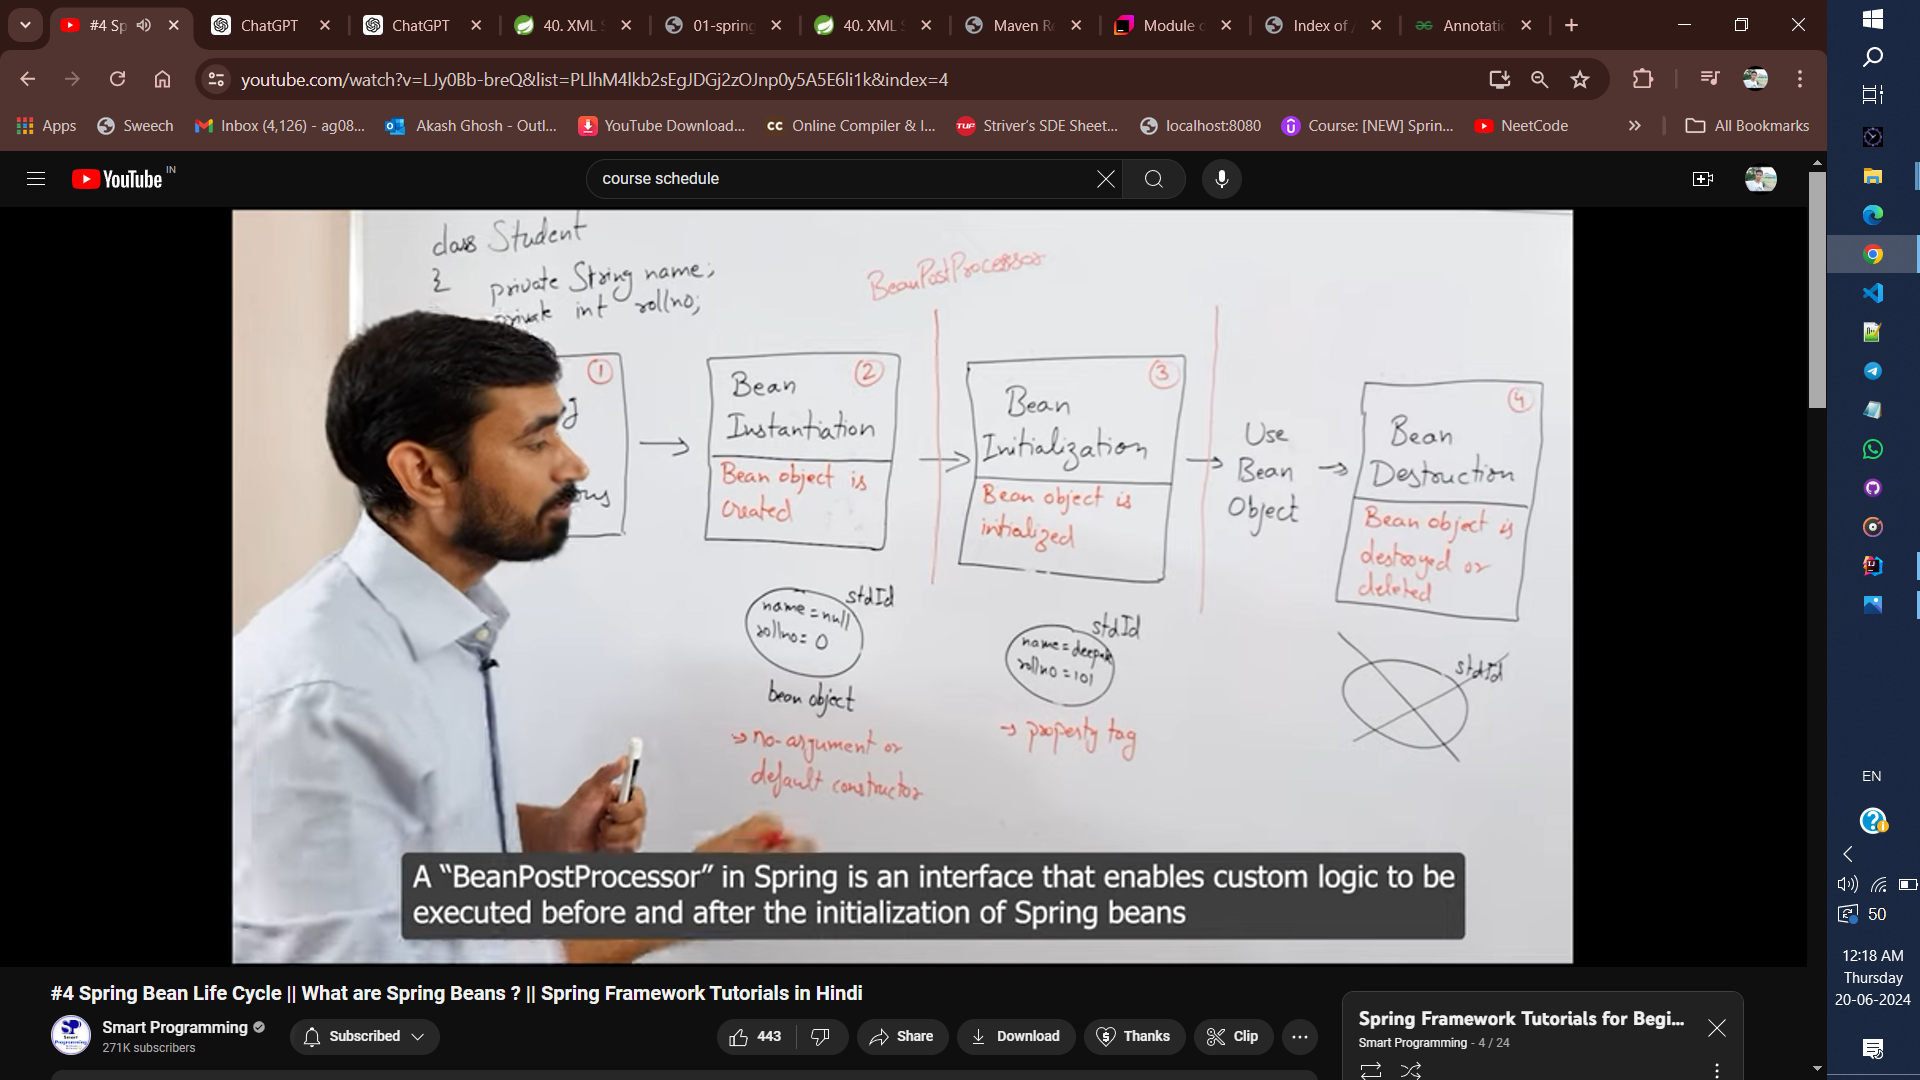 #4 Sp
ChatGPT
ChatGPT
40. XML S
01-spring
40. XML S
Maven Re
Module
Index of /
Annotatio
youtube.com/watch?v=LJy0Bb-breQ&list=PLlhM4lkb2sEgJDGj2zOJnp0y5A5E6li1k&index=4
Apps
Sweech
Inbox (4,126) - ag08...
Akash Ghosh - Outl...
YouTube Download...
CC
Online Compiler & I...
TUF
Striver's SDE Sheet...
localhost:8080
Course: [NEW] Sprin...
NeetCode
All Bookmarks
YouTube IN
course schedule
class Student
{ private String name;
private int rollno;
BeanPostProcessor
1
2
Bean
Instantiation
Bean object is
created
3
Bean
Initialization
Bean object is
initialized
Use
Bean
Object
4
Bean
Destruction
Bean object is
destroyed or
deleted
stdId
name = null
rollno = 0
bean object
→ no-argument or
default constructor
stdId
name = deepak
rollno = 101
→ property tag
stdId
A “BeanPostProcessor” in Spring is an interface that enables custom logic to be
executed before and after the initialization of Spring beans
#4 Spring Bean Life Cycle || What are Spring Beans ? || Spring Framework Tutorials in Hindi
Smart Programming
271K subscribers
Subscribed
443
Share
Download
Thanks
Clip
Spring Framework Tutorials for Begi...
Smart Programming - 4 / 24
EN
50
12:18 AM
Thursday
20-06-2024